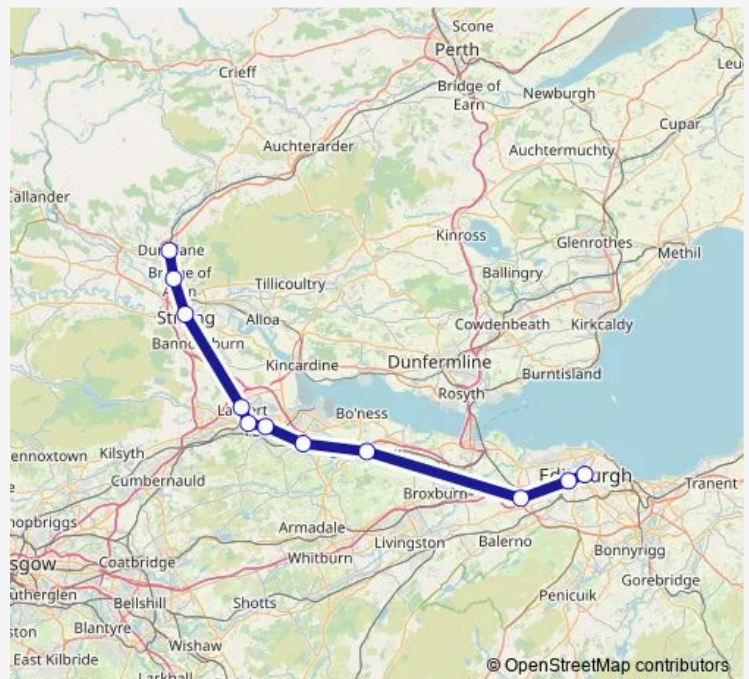 Scone
Perth
Crieff
Bridge of
Earn
Newburgh
Cupar
Auchterarder
Auchtermuchty
Kinross
Glenrothes
Methil
Ballingry
Tillicoultry
Alloa
Cowdenbeath
Kirkcaldy
Kincardine
Dunfermline
Burntisland
Rosyth
Bo'ness
Kilsyth
Cumbernauld
Broxburn
Tranent
Armadale
Livingston
Balerno
Bonnyrigg
Coatbridge
Whitburn
Gorebridge
Bellshill
Shotts
Penicuik
Blantyre
Wishaw
East Kilbride
© OpenStreetMap contributors